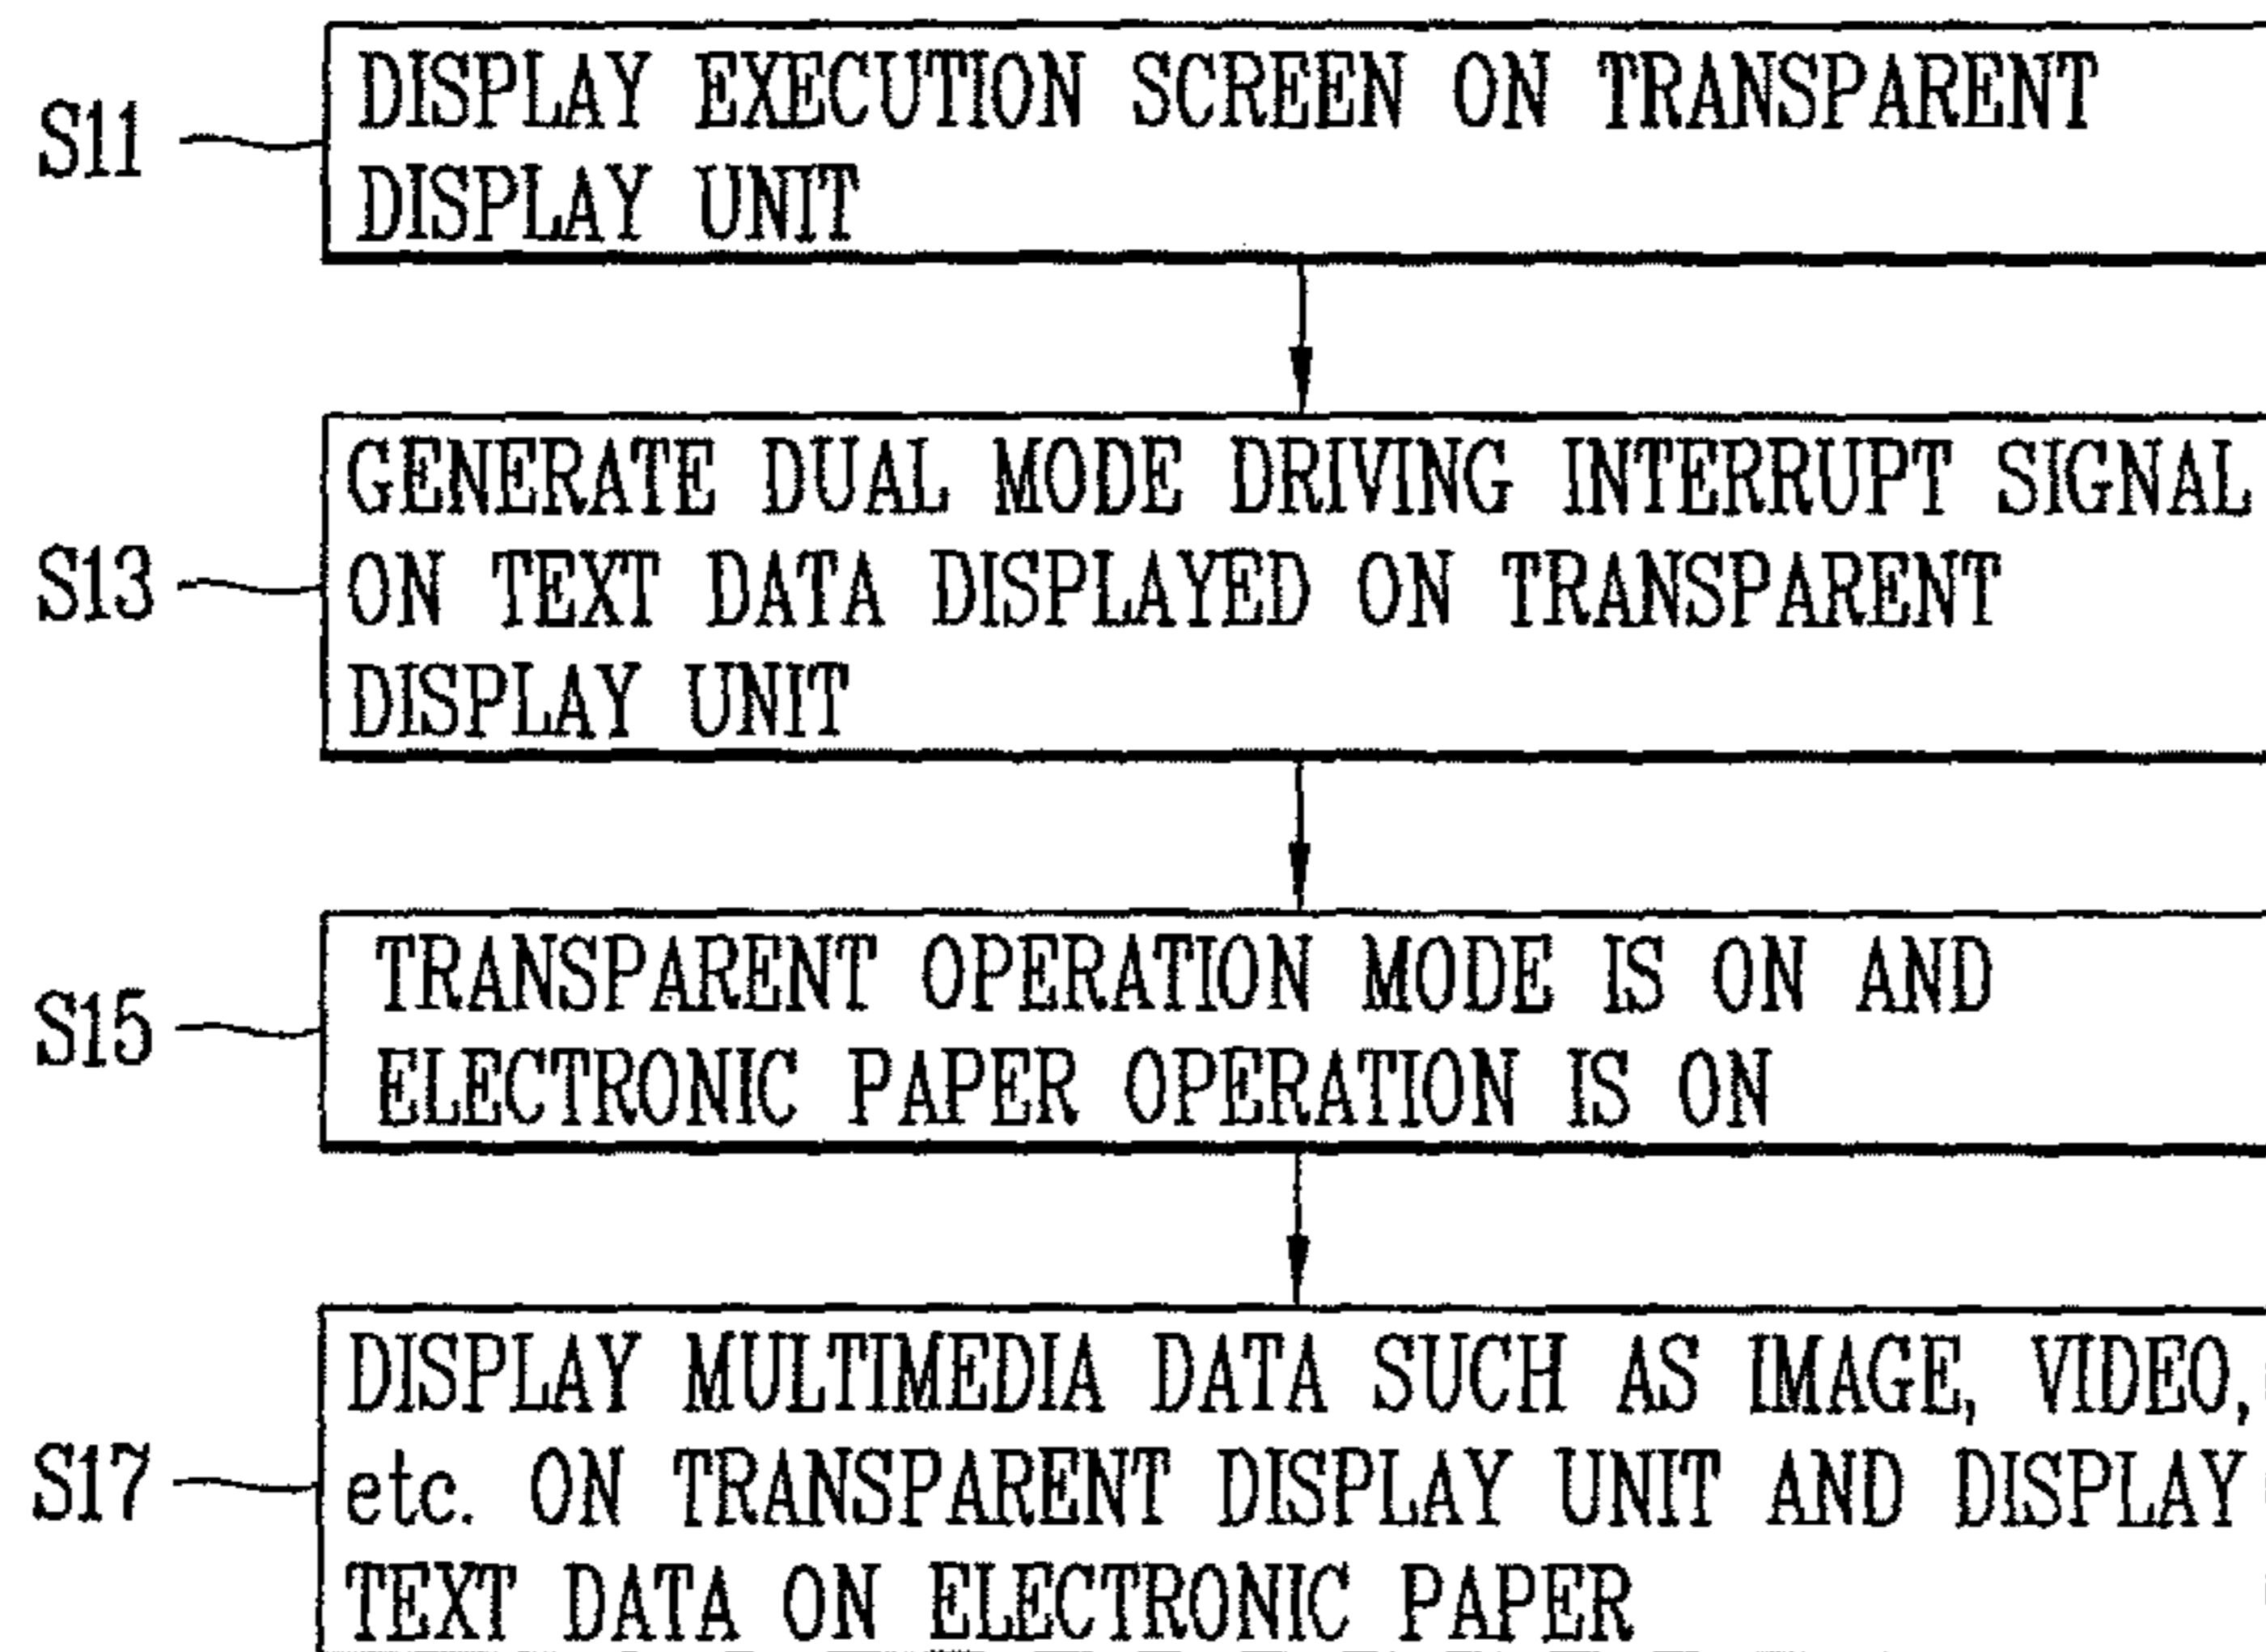 S11
DISPLAY EXECUTION SCREEN ON TRANSPARENT
DISPLAY UNIT
S13
GENERATE DUAL MODE DRIVING INTERRUPT SIGNAL
ON TEXT DATA DISPLAYED ON TRANSPARENT
DISPLAY UNIT
S15
TRANSPARENT OPERATION MODE IS ON AND
ELECTRONIC PAPER OPERATION IS ON
S17
DISPLAY MULTIMEDIA DATA SUCH AS IMAGE, VIDEO,
etc. ON TRANSPARENT DISPLAY UNIT AND DISPLAY
TEXT DATA ON ELECTRONIC PAPER